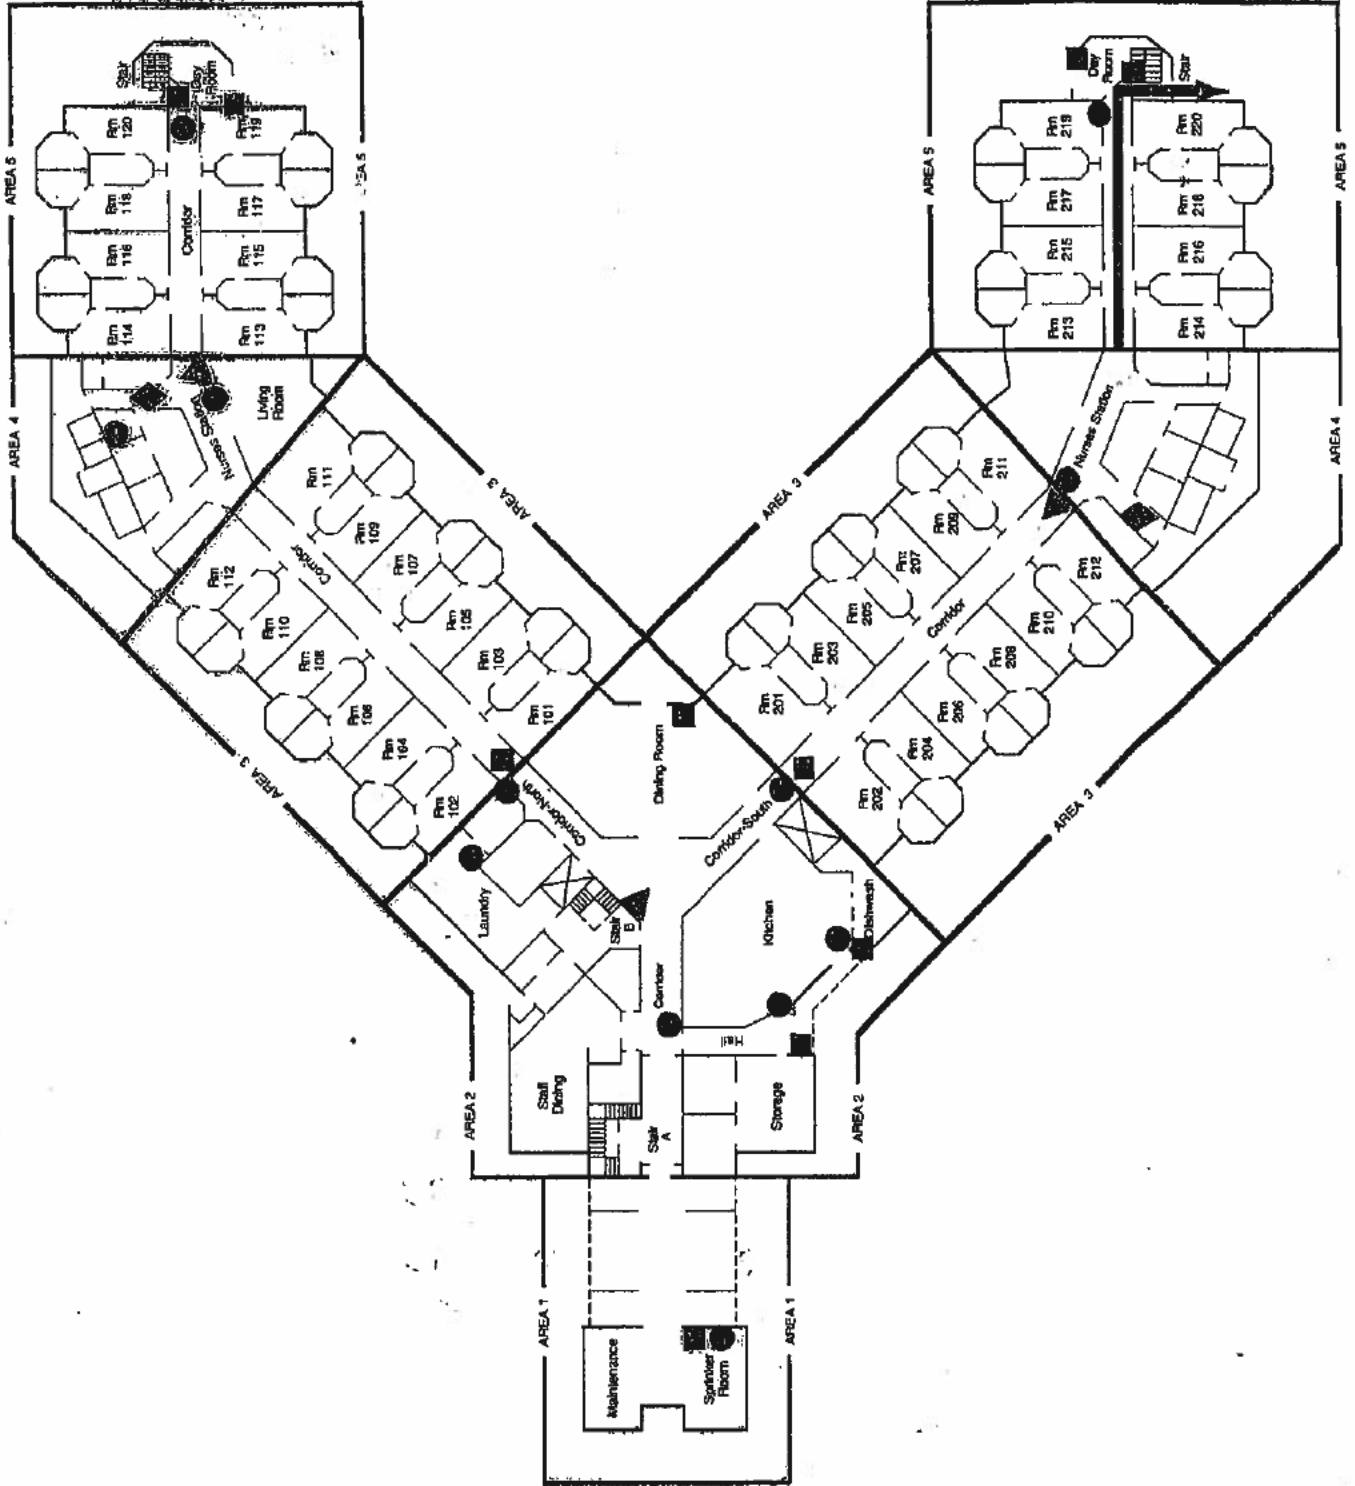 Stair
Day
Room
Rm
120
Rm
119
Rm
118
Rm
117
Rm
116
Rm
115
Rm
114
Rm
113
Corridor
AREA 5
AREA 5
AREA 4
Nurses Station
Living
Room
Rm
112
Rm
111
Rm
110
Rm
109
Rm
108
Rm
107
Rm
106
Rm
105
Rm
104
Rm
103
Rm
102
Rm
101
Corridor
AREA 3
AREA 3
Day
Room
Stair
Rm
219
Rm
220
Rm
217
Rm
218
Rm
215
Rm
216
Rm
213
Rm
214
AREA 5
AREA 5
AREA 4
Nurses Station
Rm
211
Rm
212
Rm
209
Rm
210
Rm
207
Rm
208
Rm
205
Rm
206
Rm
203
Rm
204
Rm
201
Rm
202
Corridor
AREA 3
AREA 3
Dining Room
Corridor-North
Corridor-South
Laundry
Stair
B
Kitchen
Dishwash
Corridor
Hall
Staff
Dining
Stair
A
Storage
AREA 2
AREA 2
AREA 1
AREA 1
Maintenance
Sprinker
Room